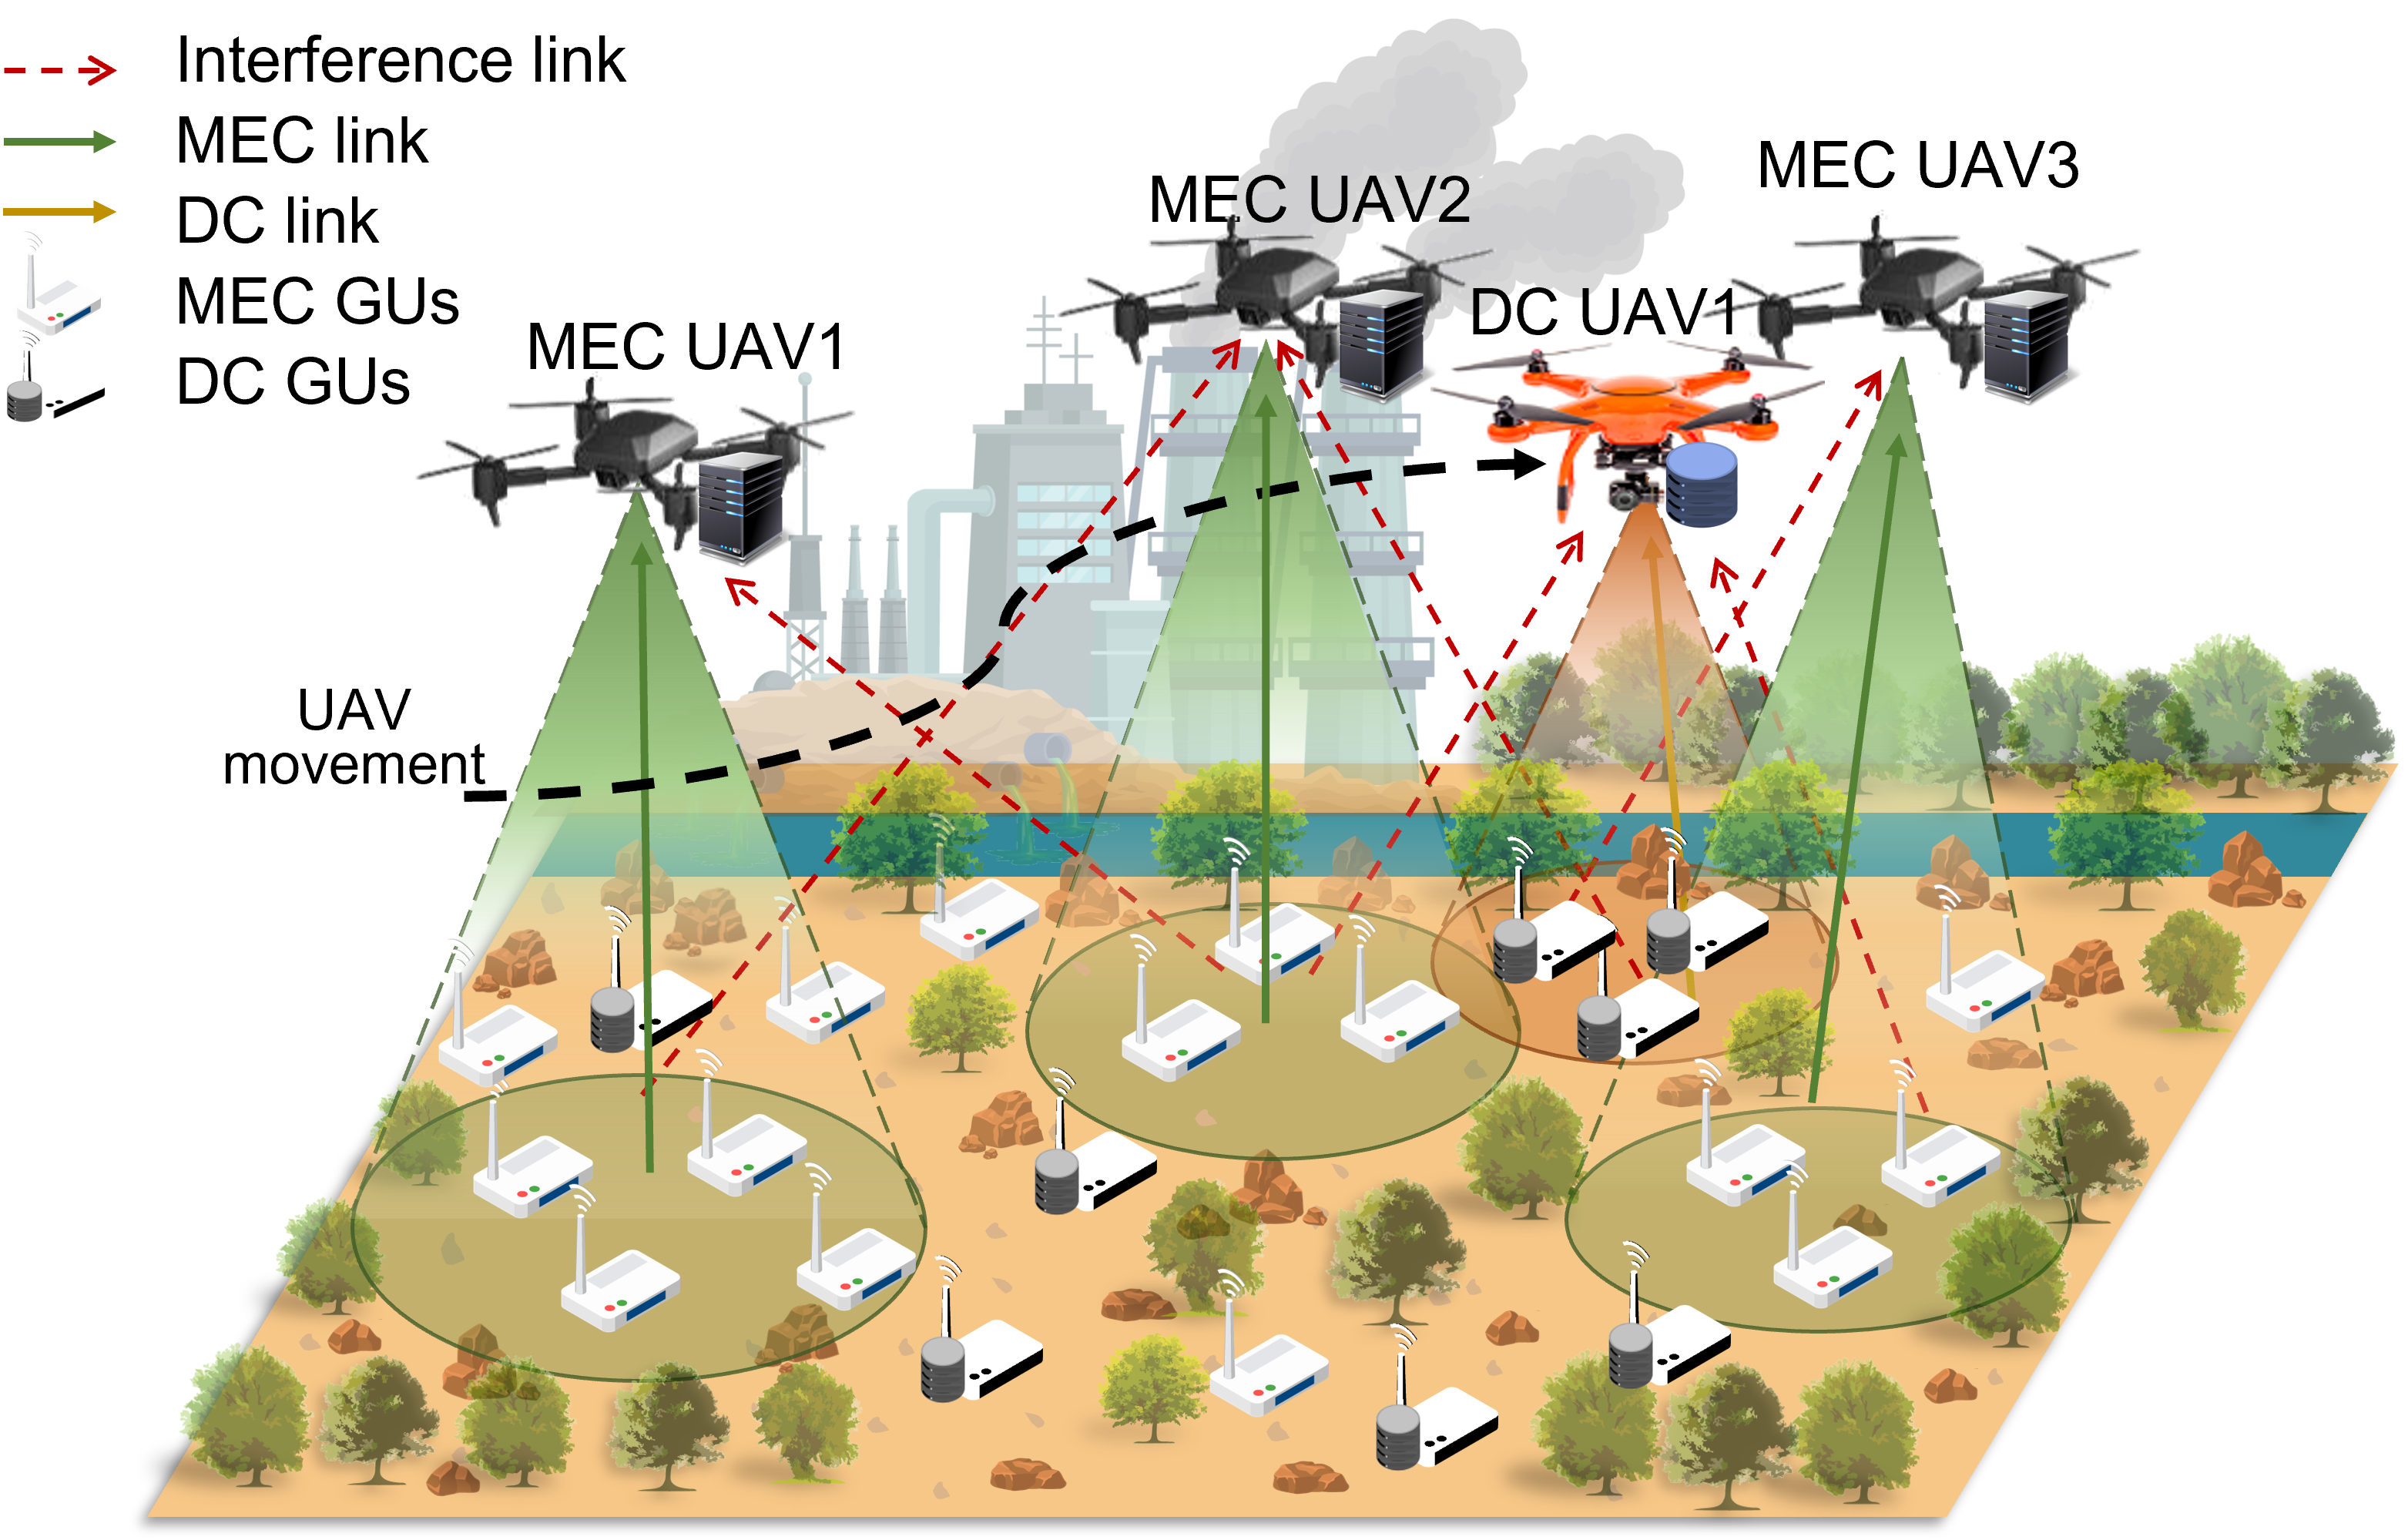 Interference link
MEC link
DC link
MEC GUs
DC GUs
MEC UAV1
MEC UAV2
DC UAV1
MEC UAV3
UAV
movement